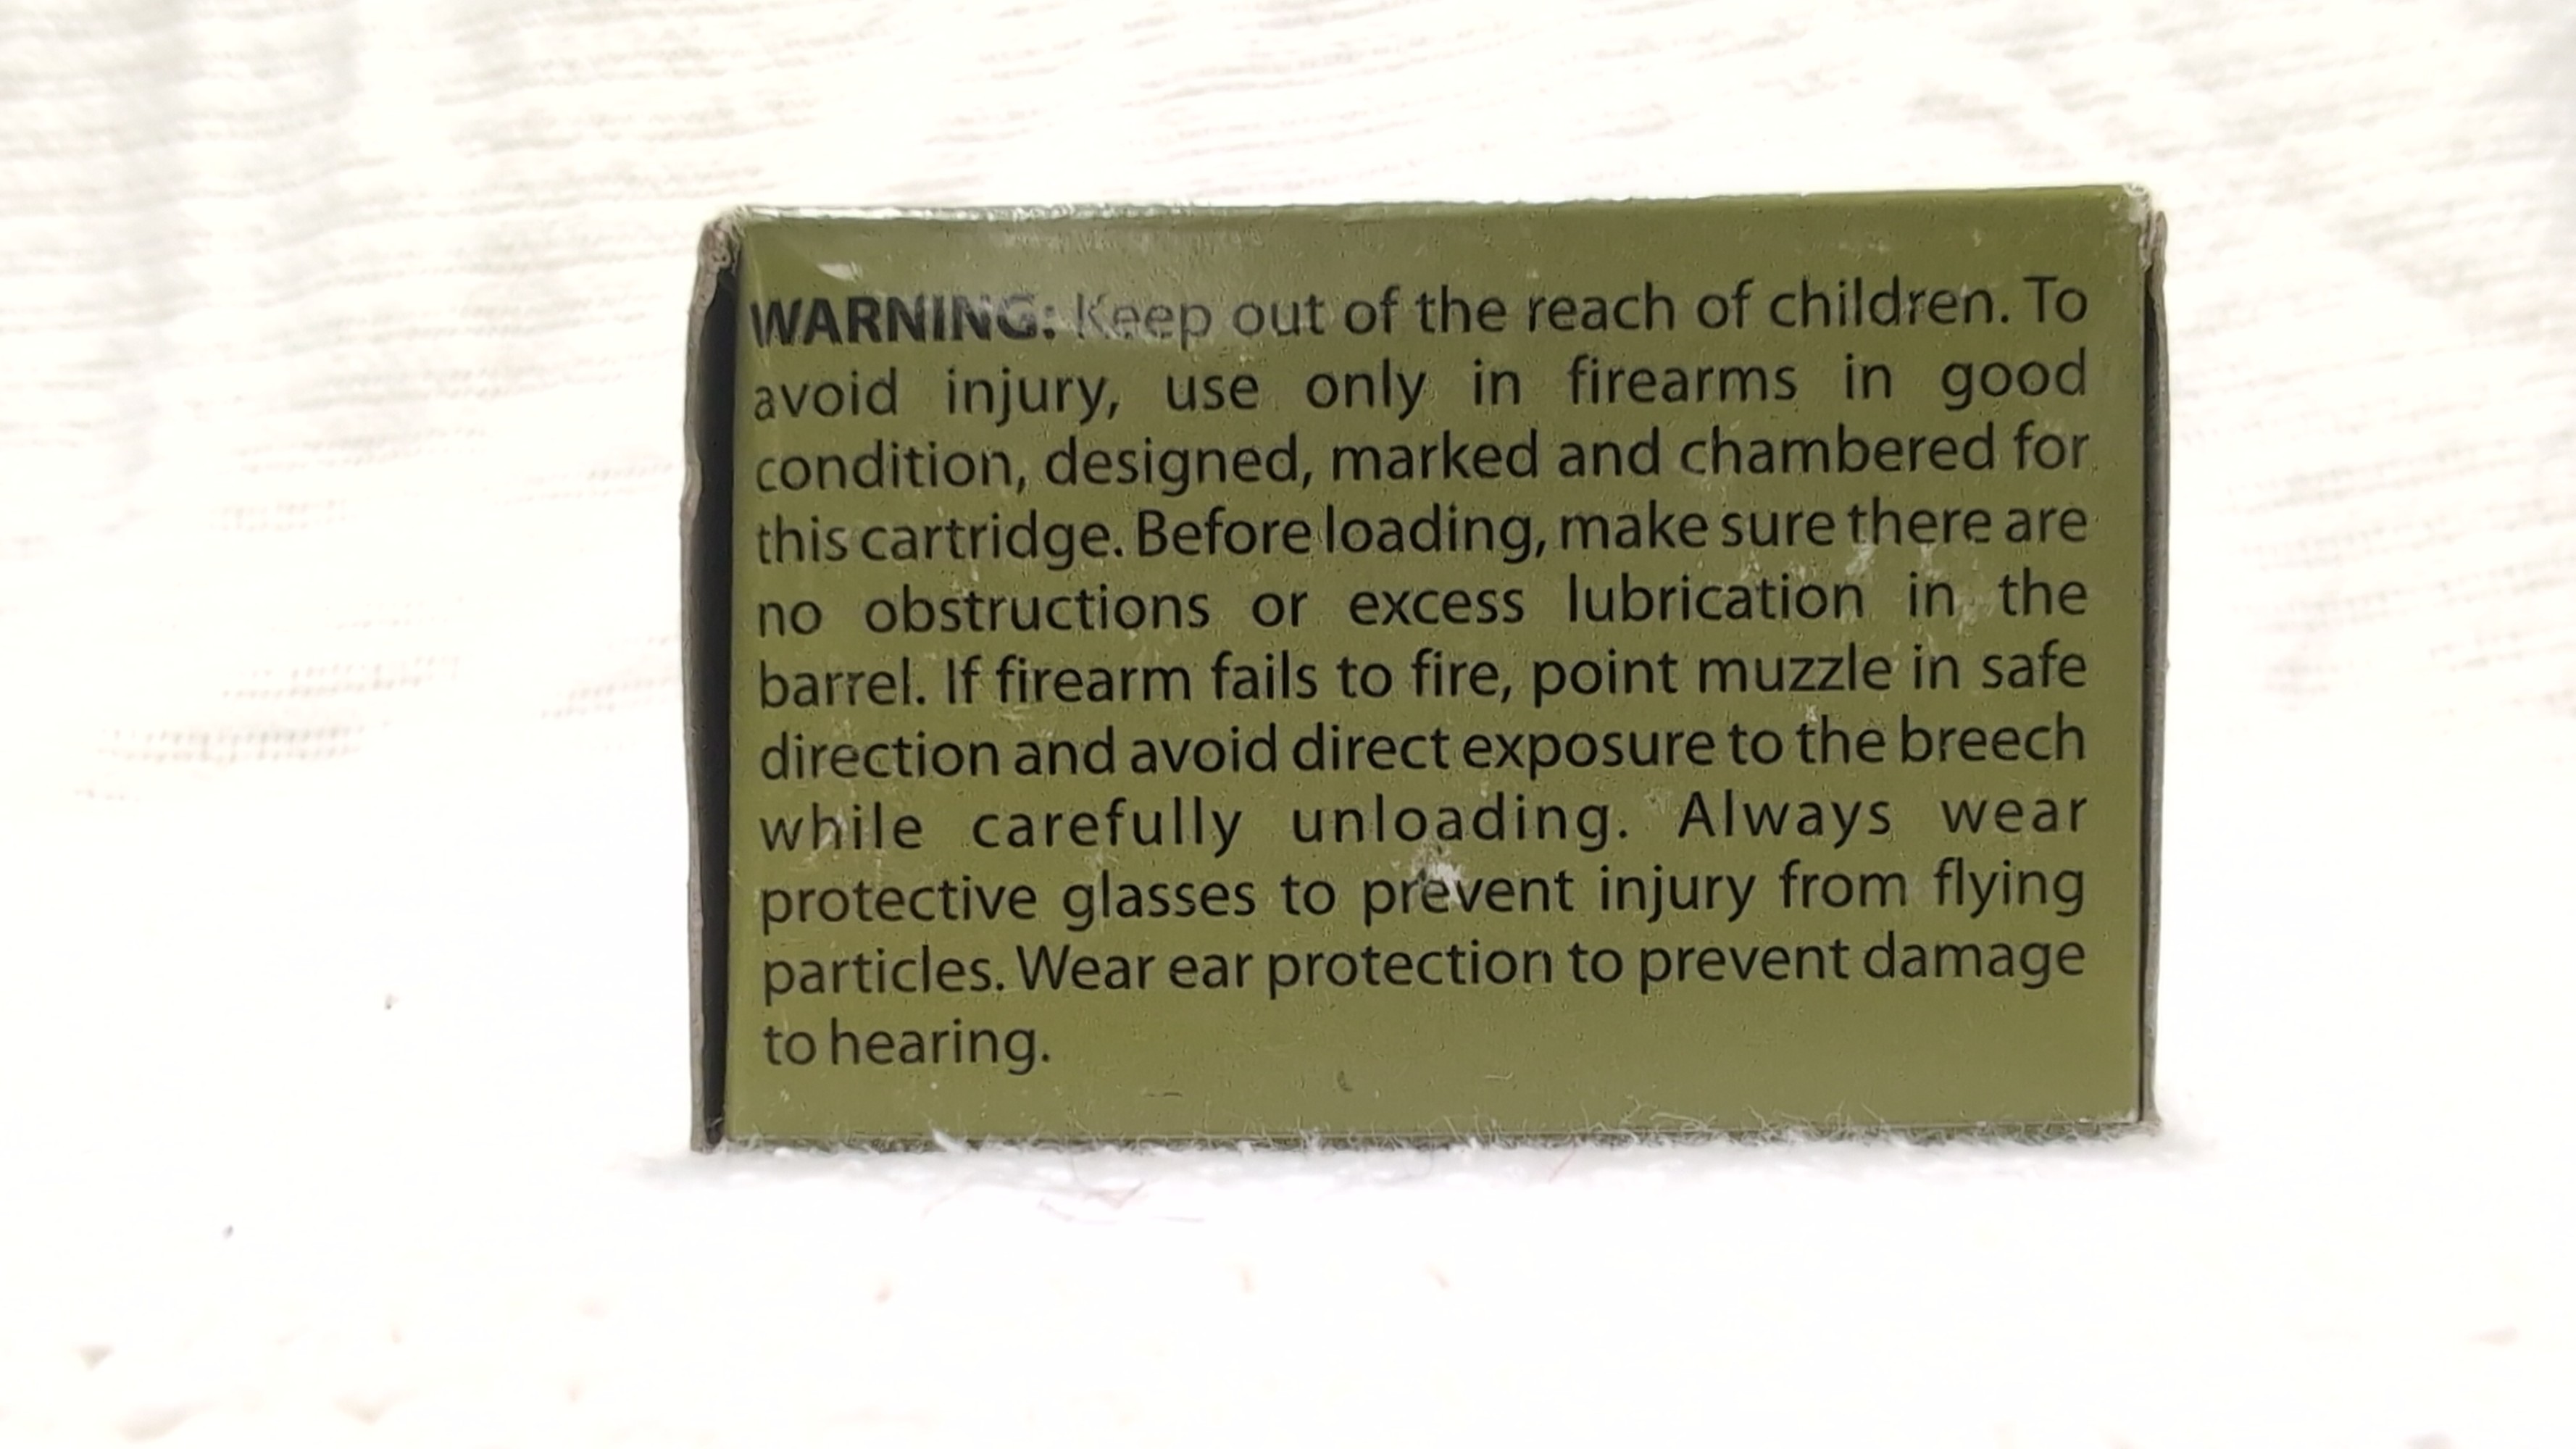 WARNING: Keep out of the reach of children. To
avoid injury, use only in firearms in good
condition, designed, marked and chambered for
this cartridge. Before loading, make sure there are
no obstructions or excess lubrication in the
barrel. If firearm fails to fire, point muzzle in safe
direction and avoid direct exposure to the breech
while carefully unloading. Always wear
protective glasses to prevent injury from flying
particles. Wear ear protection to prevent damage
to hearing.